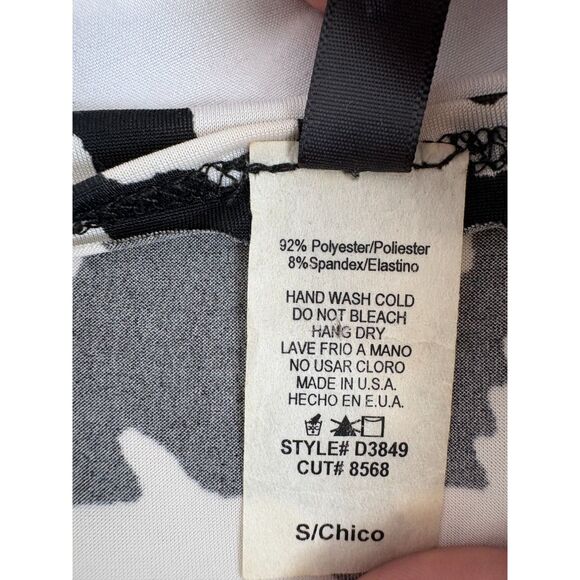 92% Polyester/Poliester
8%Spandex/Elastino
HAND WASH COLD
DO NOT BLEACH
HANG DRY
LAVE FRIO A MANO
NO USAR CLORO
MADE IN U.S.A.
HECHO EN E.U.A.
STYLE# D3849
CUT# 8568
S/Chico